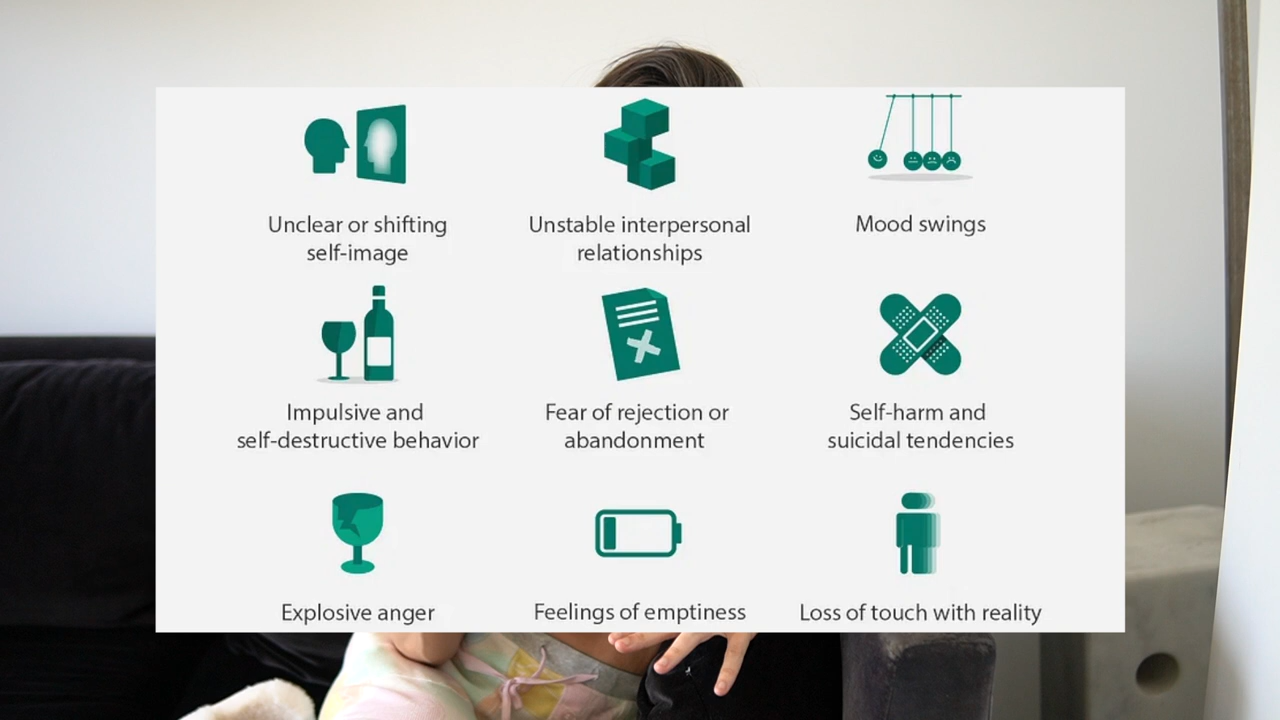 Unclear or shifting
self-image
Unstable interpersonal
relationships
Mood swings
Impulsive and
self-destructive behavior
Fear of rejection or
abandonment
Self-harm and
suicidal tendencies
Explosive anger
Feelings of emptiness
Loss of touch with reality